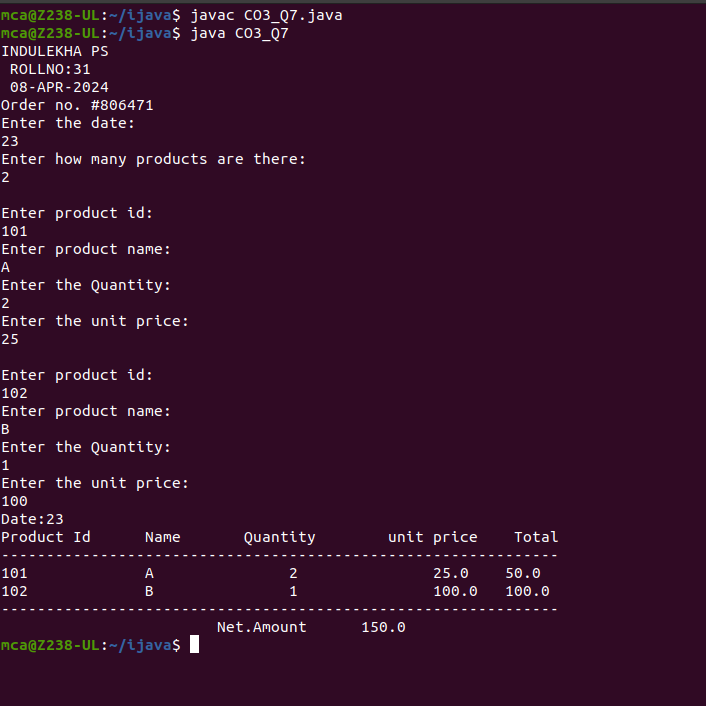 mca@Z238-UL:~/ijava$ javac CO3_Q7.java
mca@Z238-UL:~/ijava$ java CO3_Q7
INDULEKHA PS
 ROLLNO:31
 08-APR-2024
Order no. #806471
Enter the date:
23
Enter how many products are there:
2

Enter product id:
101
Enter product name:
A
Enter the Quantity:
2
Enter the unit price:
25

Enter product id:
102
Enter product name:
B
Enter the Quantity:
1
Enter the unit price:
100
Date:23
Product Id      Name       Quantity        unit price    Total
--------------------------------------------------------------
101             A               2               25.0    50.0
102             B               1               100.0   100.0
--------------------------------------------------------------
                        Net.Amount      150.0
mca@Z238-UL:~/ijava$